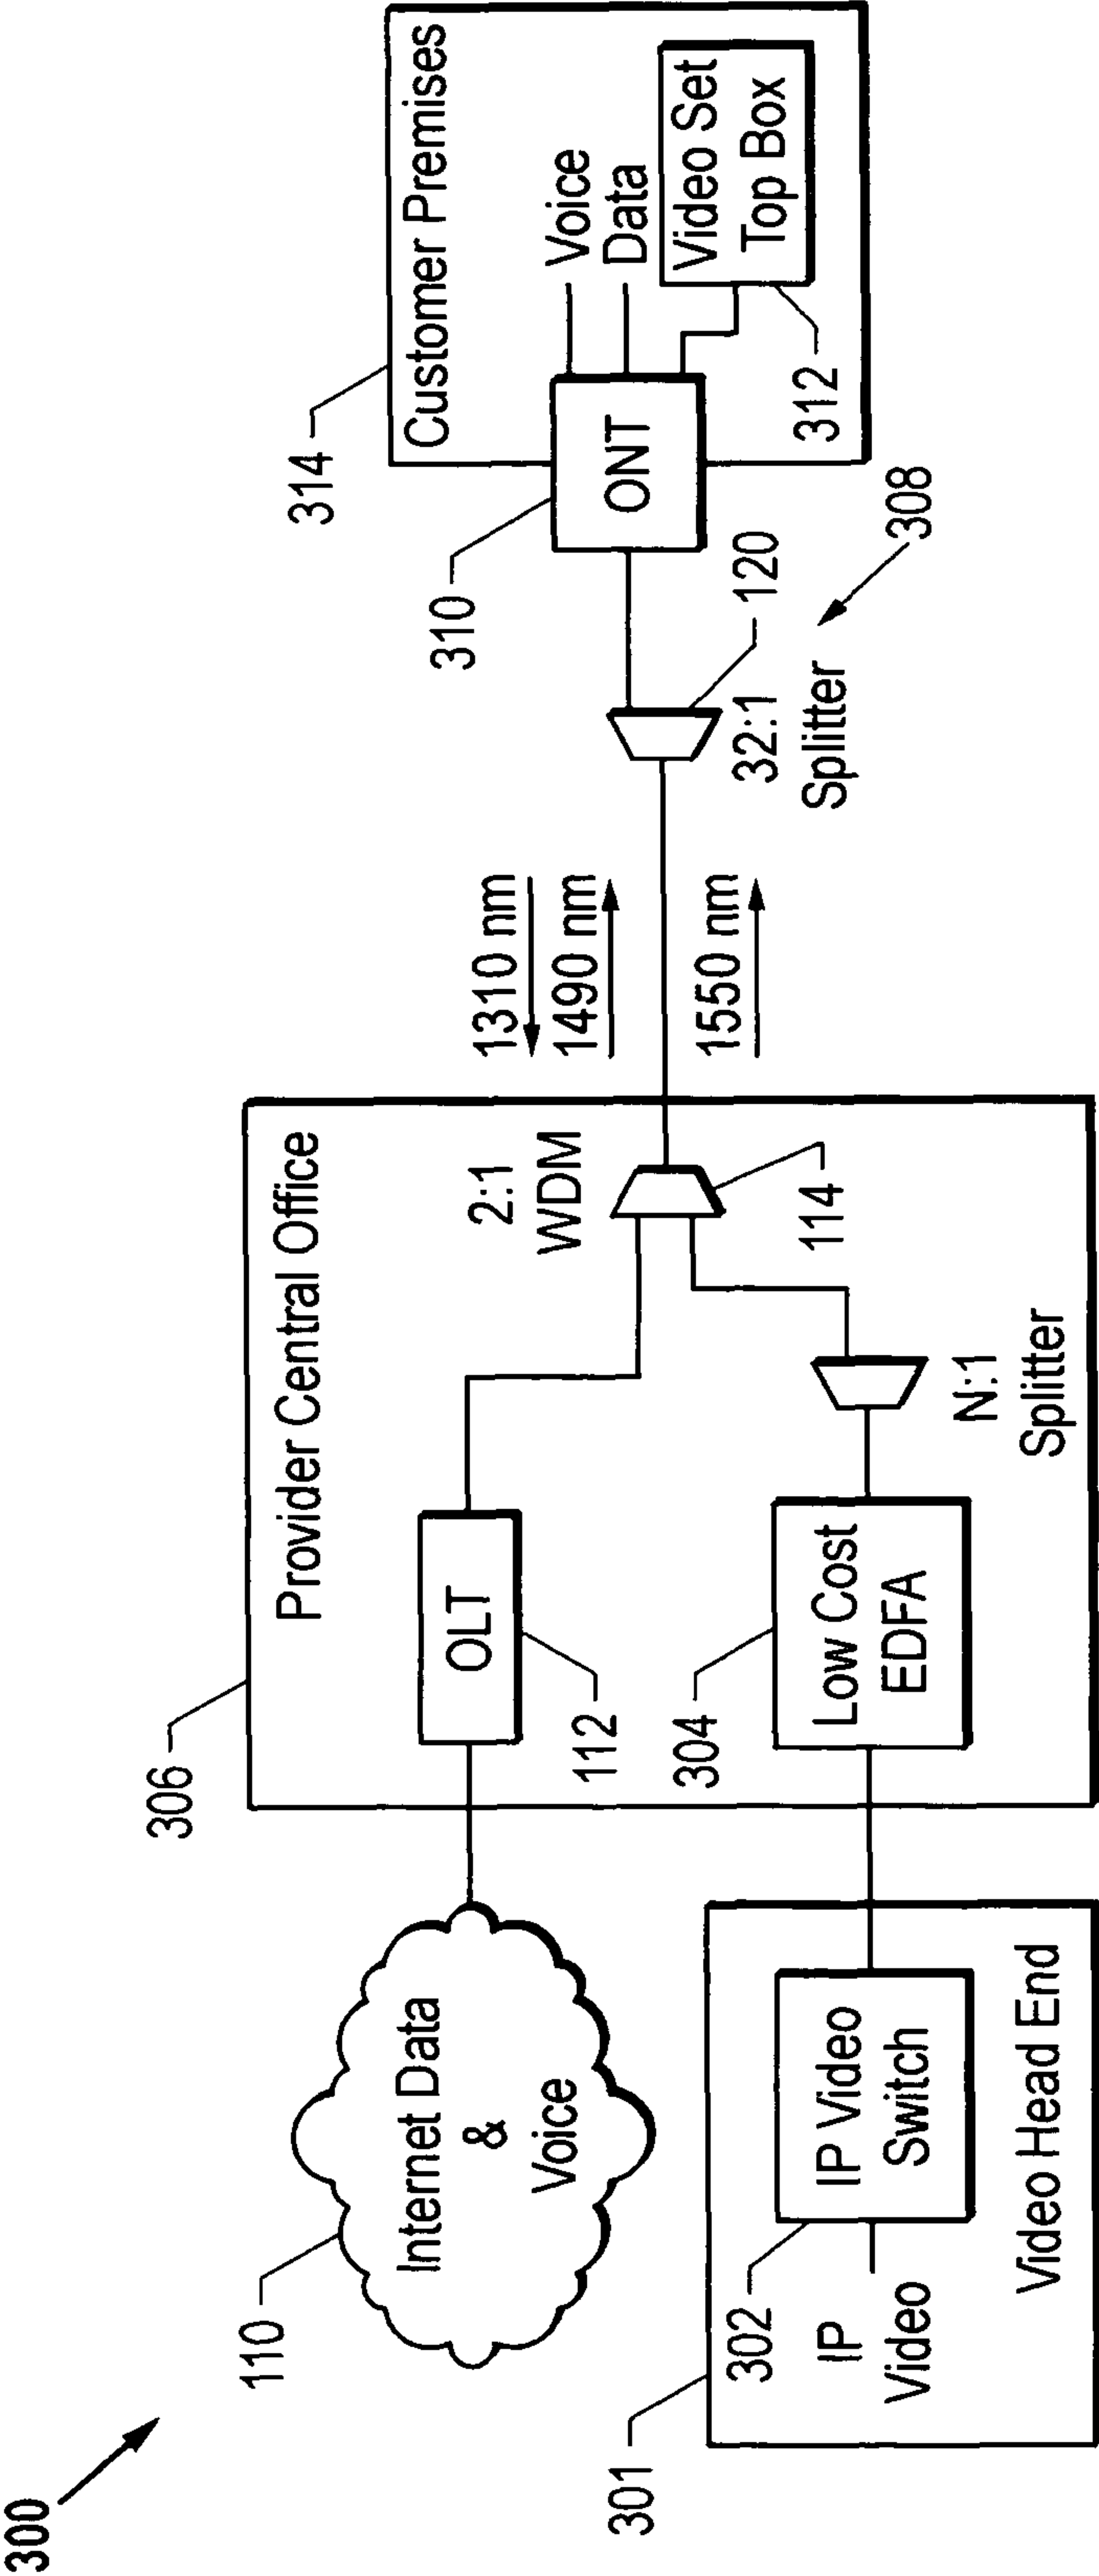 300
110
Internet Data
&
Voice
301
302
IP
Video
IP Video
Switch
Video Head End
306
Provider Central Office
OLT
112
304
Low Cost
EDFA
N:1
Splitter
2:1
WDM
114
1310 nm
1490 nm
1550 nm
32:1
Splitter
120
308
310
ONT
314
Customer Premises
Voice
Data
Video Set
Top Box
312